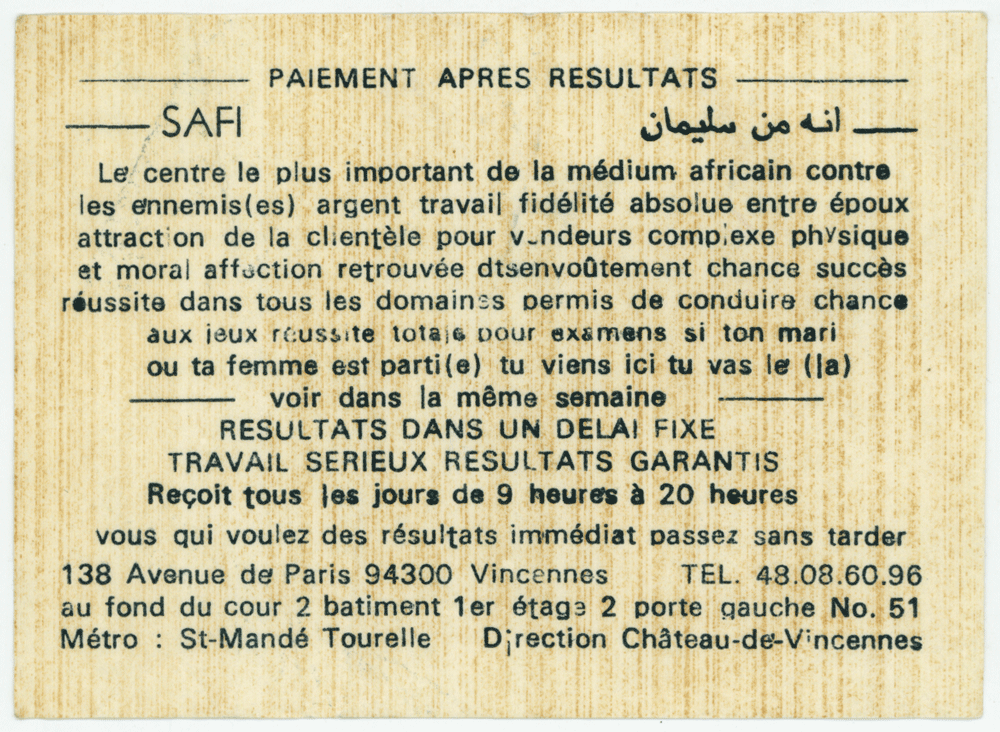 PAIEMENT APRES RESULTATS
SAFI انه من سليمان
Le centre le plus important de la médium africain contre
les ennemis(es) argent travail fidélité absolue entre époux
attraction de la clientèle pour vendeurs complexe physique
et moral affection retrouvée dtsenvoûtement chance succès
réussite dans tous les domaines permis de conduire chance
aux jeux réussite totale pour examens si ton mari
ou ta femme est parti(e) tu viens ici tu vas le (la)
voir dans la même semaine
RESULTATS DANS UN DELAI FIXE
TRAVAIL SERIEUX RESULTATS GARANTIS
Reçoit tous les jours de 9 heures à 20 heures
vous qui voulez des résultats immédiat passez sans tarder
138 Avenue de Paris 94300 Vincennes TEL. 48.08.60.96
au fond du cour 2 batiment 1er étage 2 porte gauche No. 51
Métro : St-Mandé Tourelle Direction Château-de-Vincennes